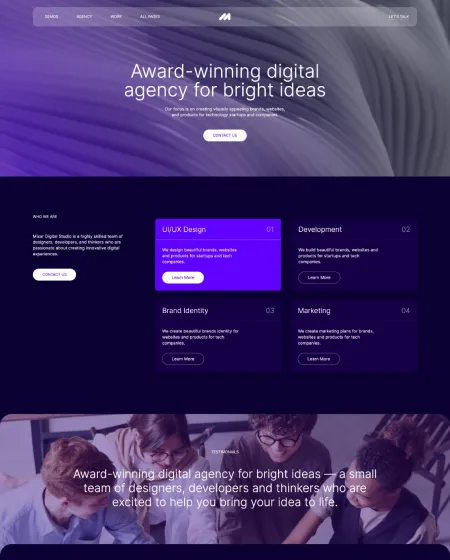 DEMOS
AGENCY
WORK
ALL PAGES
LET'S TALK
Award-winning digital
agency for bright ideas
Our focus is on creating visually appealing brands, websites,
and products for technology startups and companies.
CONTACT US
WHO WE ARE
Mixar Digital Studio is a highly skilled team of
designers, developers, and thinkers who are
passionate about creating innovative digital
experiences.
CONTACT US
UI/UX Design 01
We design beautiful brands, websites
and products for startups and tech
companies.
Learn More
Development 02
We build beautiful brands, websites and
products for startups and tech
companies.
Learn More
Brand Identity 03
We create beautiful brands identity for
websites and products for tech
companies.
Learn More
Marketing 04
We create marketing plans for brands,
websites and products for startups and
companies.
Learn More
TESTIMONIALS
Award-winning digital agency for bright ideas — a small
team of designers, developers and thinkers who are
excited to help you bring your idea to life.